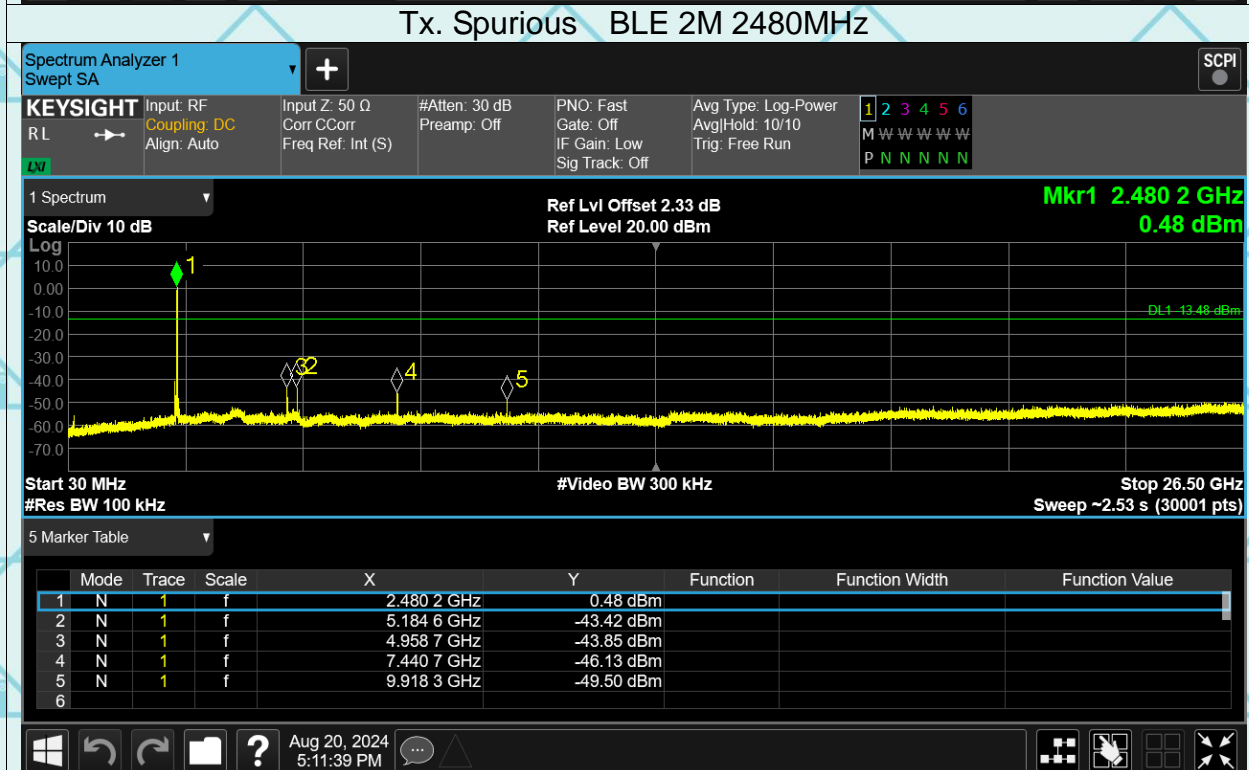 Tx. Spurious BLE 2M 2480MHz
Spectrum Analyzer 1
Swept SA
+
SCPI
KEYSIGHT
RL
LXI
Input: RF
Coupling: DC
Align: Auto
Input Z: 50 Ω
Corr CCorr
Freq Ref: Int (S)
#Atten: 30 dB
Preamp: Off
PNO: Fast
Gate: Off
IF Gain: Low
Sig Track: Off
Avg Type: Log-Power
Avg|Hold: 10/10
Trig: Free Run
1 2 3 4 5 6
M W W W W W
P N N N N N
1 Spectrum
Scale/Div 10 dB
Ref Lvl Offset 2.33 dB
Ref Level 20.00 dBm
Mkr1 2.480 2 GHz
0.48 dBm
Log
10.0
0.00
-10.0
-20.0
-30.0
-40.0
-50.0
-60.0
-70.0
1
32
4
5
DL1 -13.48 dBm
Start 30 MHz
#Res BW 100 kHz
#Video BW 300 kHz
Stop 26.50 GHz
Sweep ~2.53 s (30001 pts)
5 Marker Table
Mode Trace Scale X Y Function Function Width Function Value
1 N 1 f 2.480 2 GHz 0.48 dBm
2 N 1 f 5.184 6 GHz -43.42 dBm
3 N 1 f 4.958 7 GHz -43.85 dBm
4 N 1 f 7.440 7 GHz -46.13 dBm
5 N 1 f 9.918 3 GHz -49.50 dBm
6
?
Aug 20, 2024
5:11:39 PM